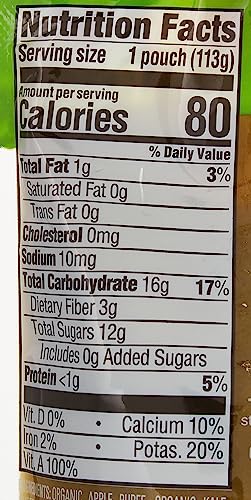 Nutrition Facts
Serving size 1 pouch (113g)
Amount per serving
Calories 80
% Daily Value
Total Fat 1g 3%
Saturated Fat 0g
Trans Fat 0g
Cholesterol 0mg
Sodium 10mg
Total Carbohydrate 16g 17%
Dietary Fiber 3g
Total Sugars 12g
Includes 0g Added Sugars
Protein <1g 5%
Vit. D 0% • Calcium 10%
Iron 2% • Potas. 20%
Vit. A 100%
ORGANIC APPLE PUREE, ORGANIC KALE